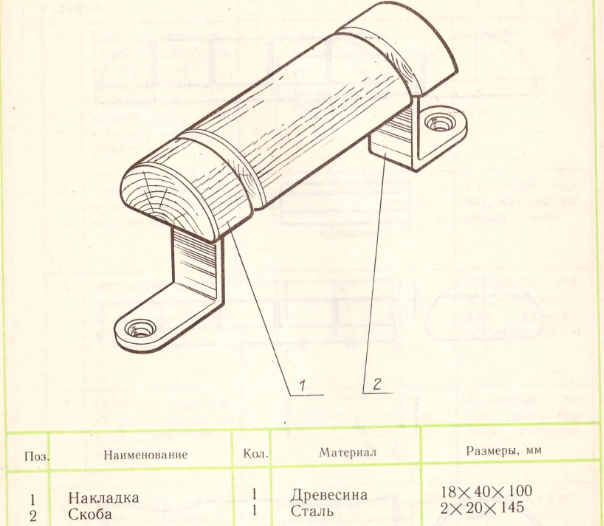 1 2
Поз. Наименование Кол. Материал Размеры, мм
1 Накладка 1 Древесина 18×40×100
2 Скоба 1 Сталь 2×20×145